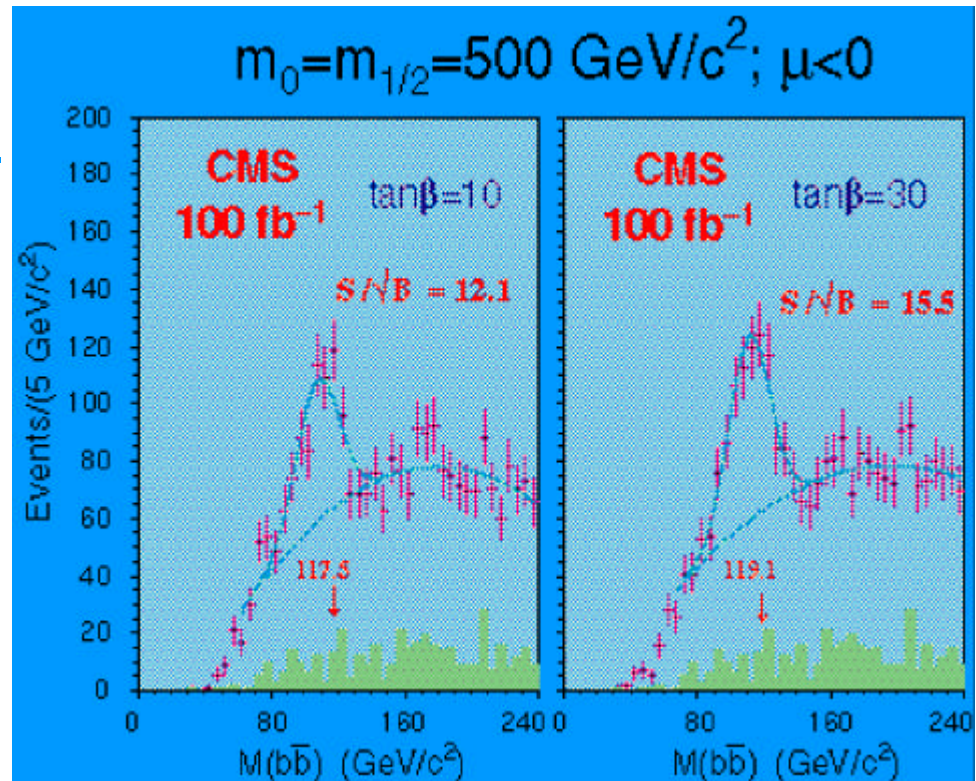 m₀=m₁/₂=500 GeV/c²; μ<0
Events/(5 GeV/c²)
200
180
160
140
120
100
80
60
40
20
0
CMS
100 fb⁻¹
tanβ=10
S/√B = 12.1
117.5
0 80 160 240
M(bb̅) (GeV/c²)
CMS
100 fb⁻¹
tanβ=30
S/√B = 15.5
119.1
0 80 160 240
M(bb̅) (GeV/c²)